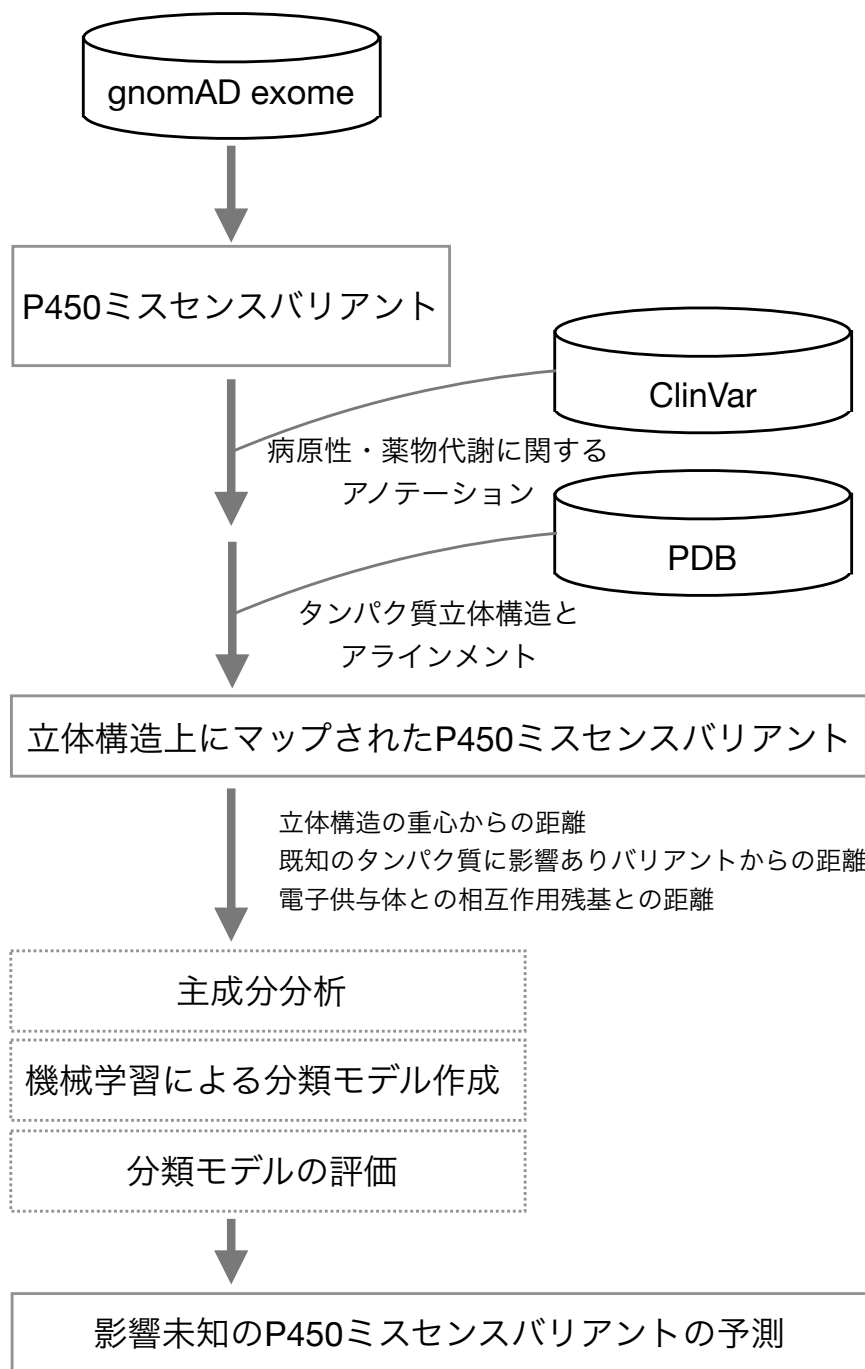 gnomAD exome
P450ミスセンスバリアント
ClinVar
病原性・薬物代謝に関する
アノテーション
PDB
タンパク質立体構造と
アラインメント
立体構造上にマップされたP450ミスセンスバリアント
立体構造の重心からの距離
既知のタンパク質に影響ありバリアントからの距離
電子供与体との相互作用残基との距離
主成分分析
機械学習による分類モデル作成
分類モデルの評価
影響未知のP450ミスセンスバリアントの予測